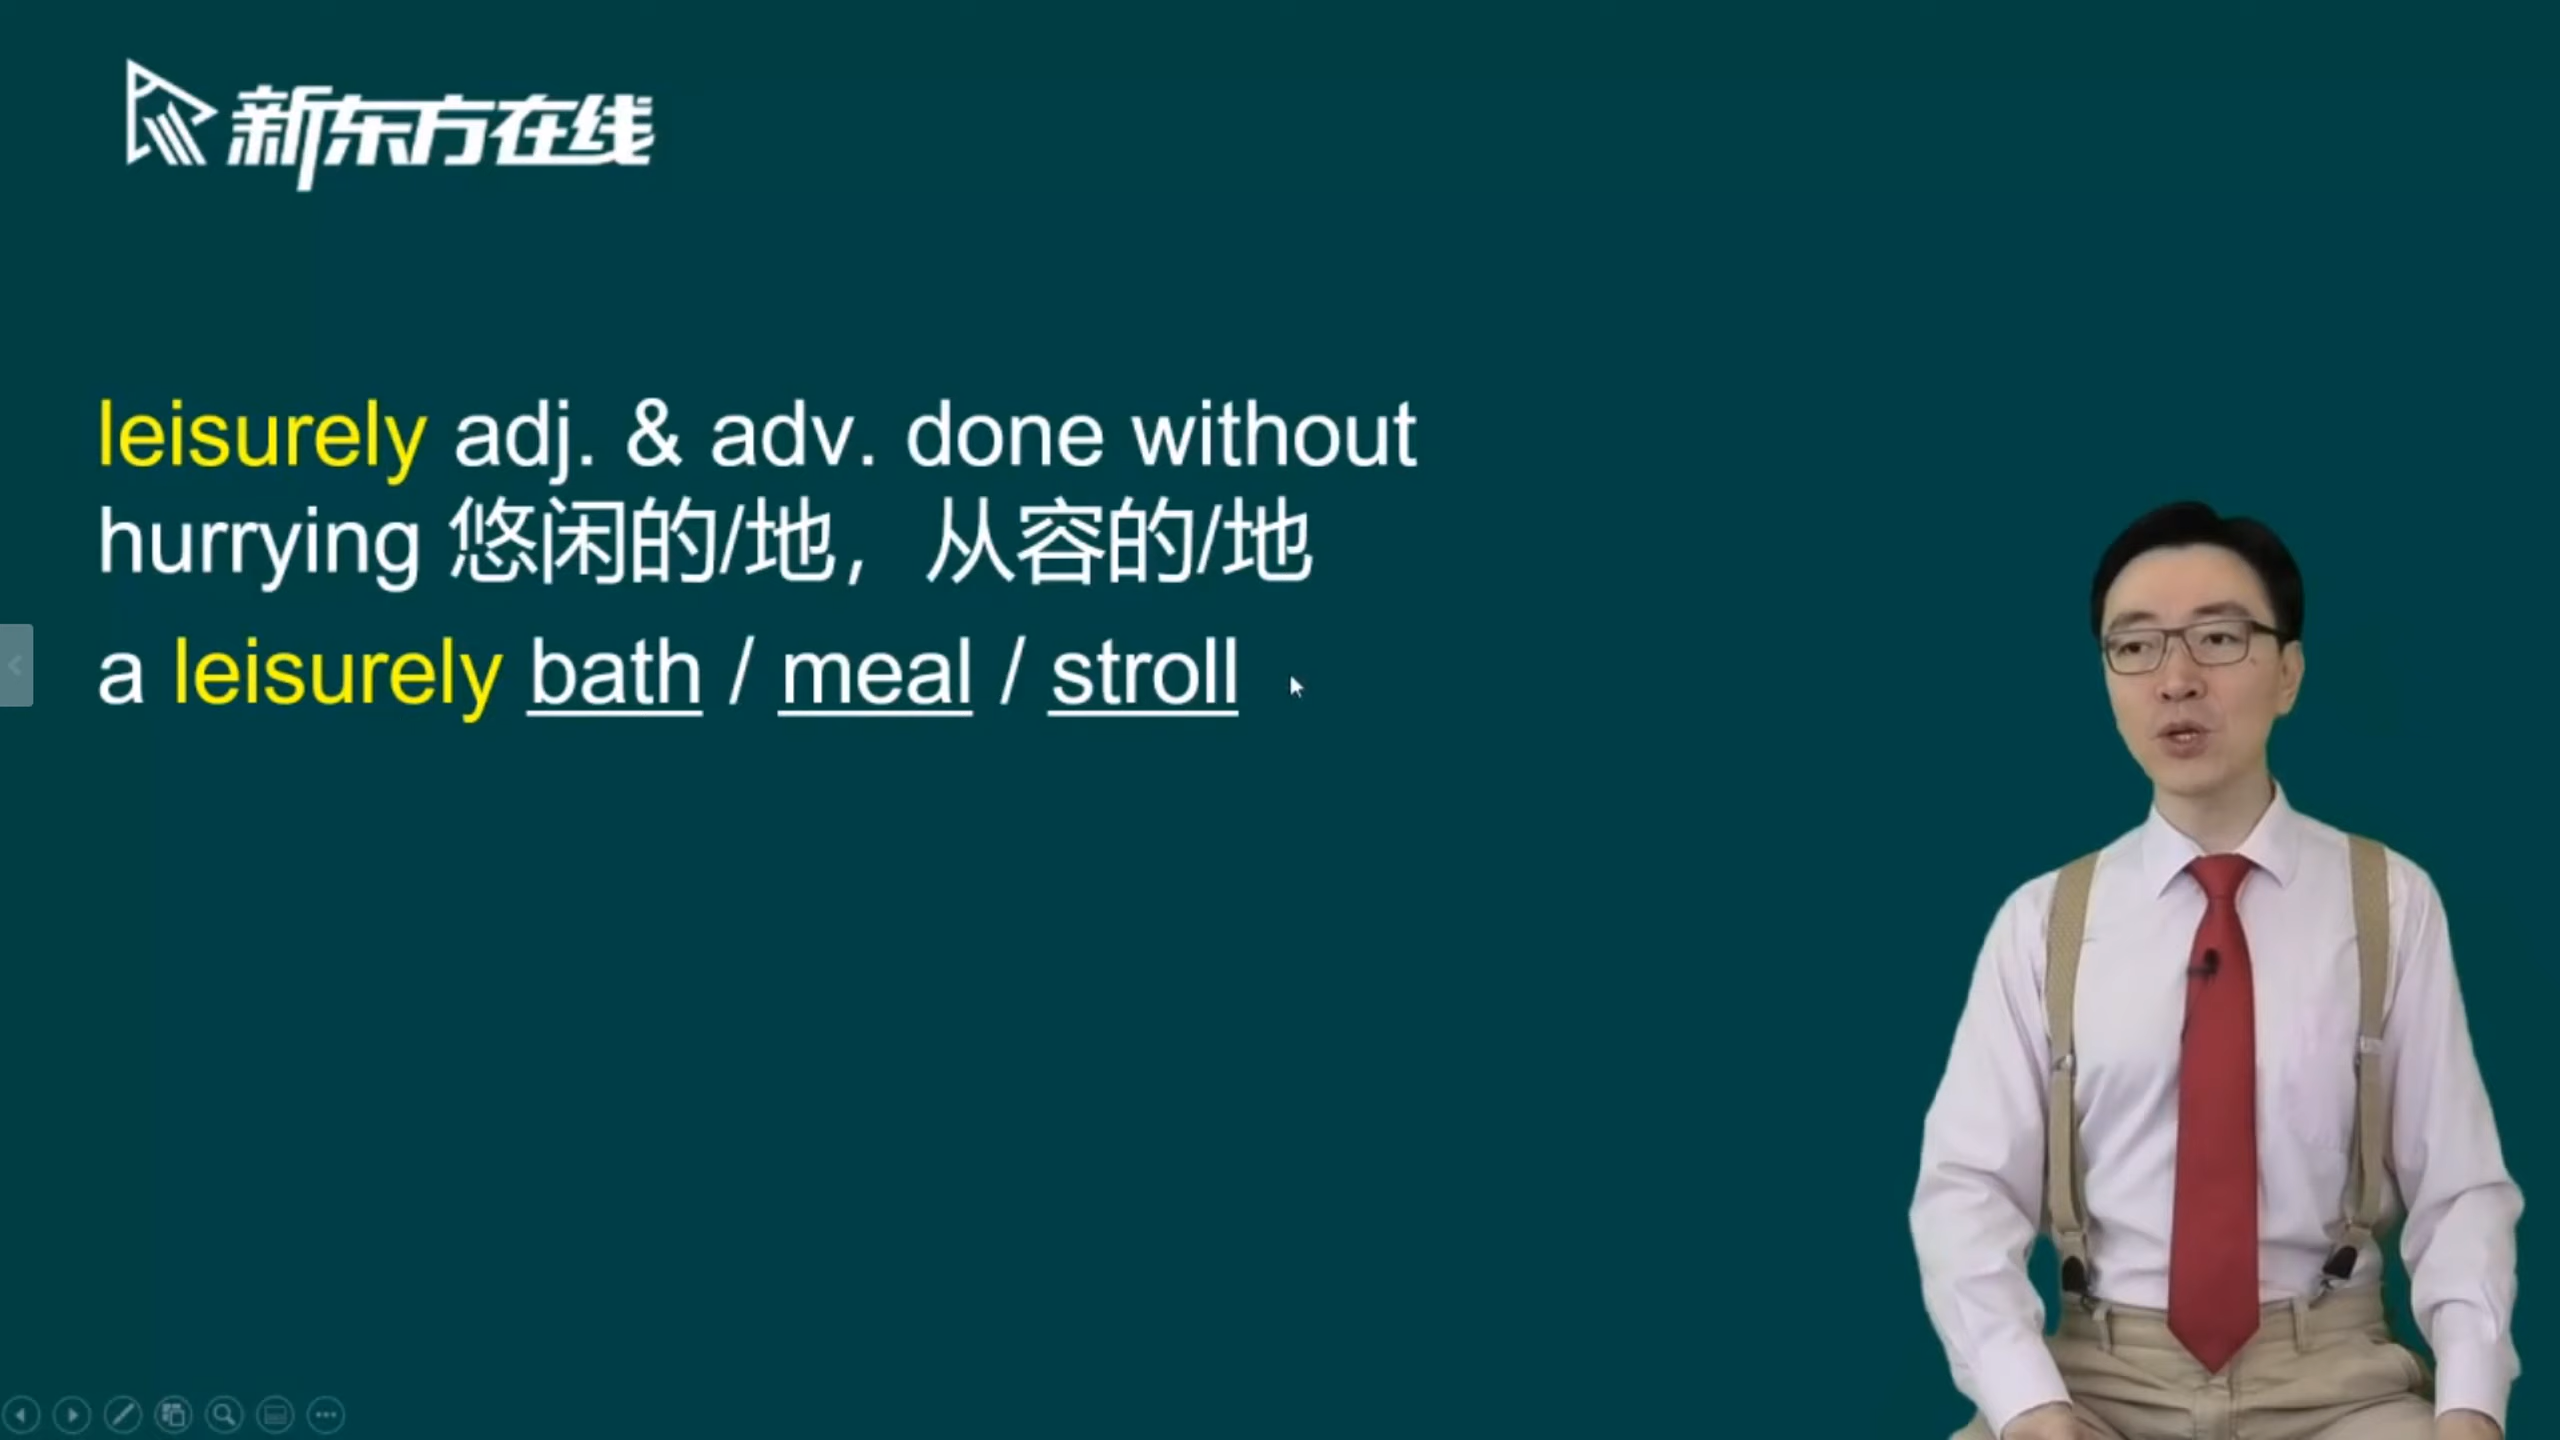 新东方在线
leisurely adj. & adv. done without
hurrying 悠闲的/地，从容的/地
a leisurely bath / meal / stroll